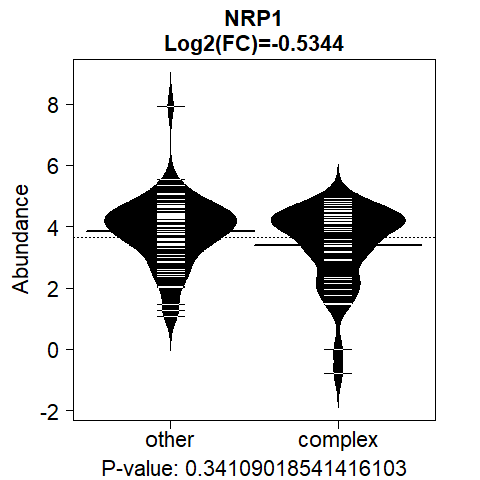 NRP1
Log2(FC)=-0.5344
Abundance
8
6
4
2
0
-2
other complex
P-value: 0.34109018541416103